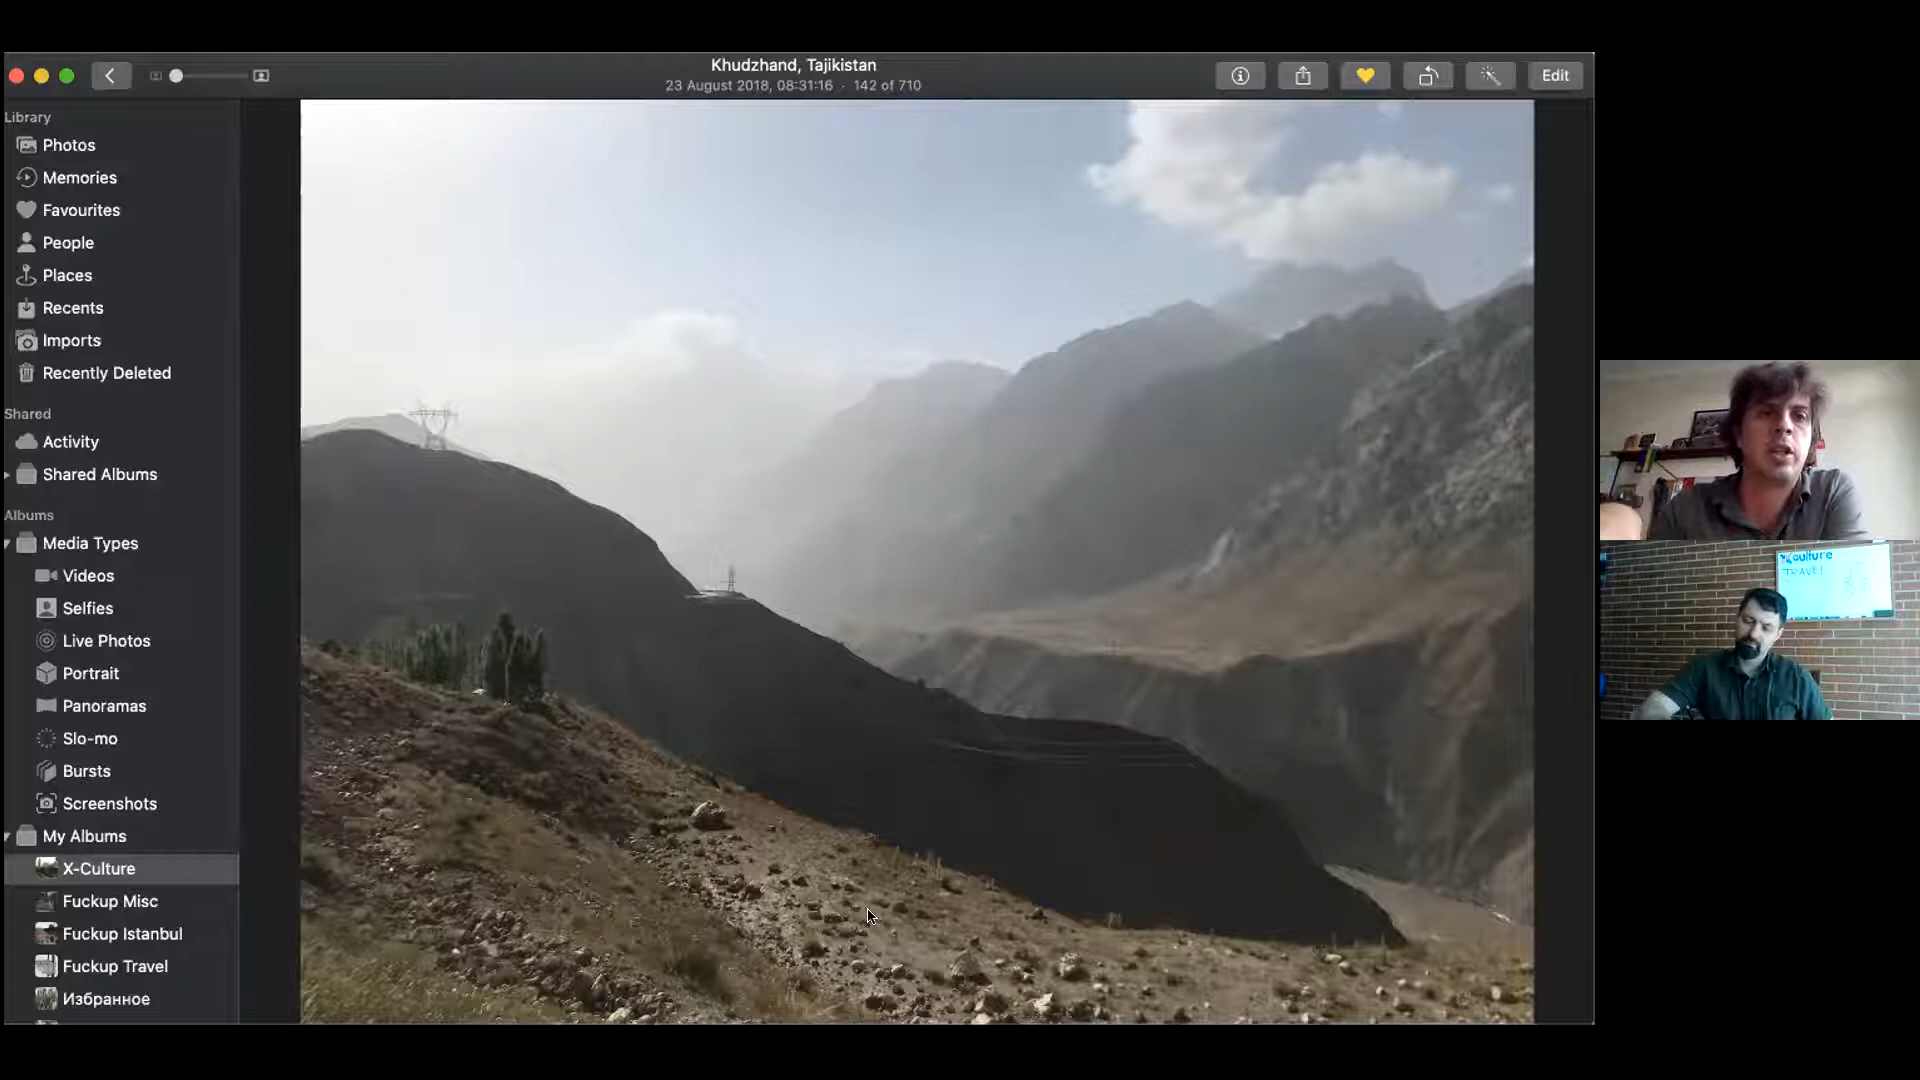 Khudzhand, Tajikistan
23 August 2018, 08:31:16 · 142 of 710
Edit
Library
Photos
Memories
Favourites
People
Places
Recents
Imports
Recently Deleted
Shared
Activity
Shared Albums
Albums
Media Types
Videos
Selfies
Live Photos
Portrait
Panoramas
Slo-mo
Bursts
Screenshots
My Albums
X-Culture
Fuckup Misc
Fuckup Istanbul
Fuckup Travel
Избранное
xculture
TRAVEL